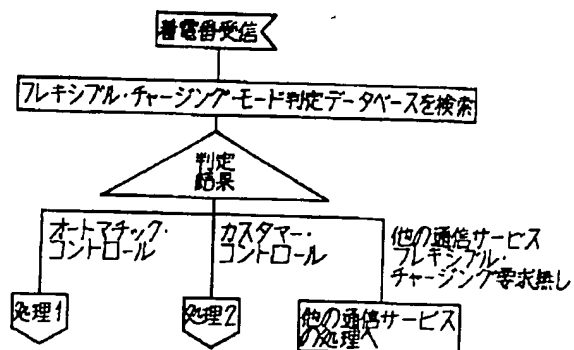 着電番受信
フレキシブル・チャージング・モード判定データベースを検索
判定
結果
オートマチック・
コントロール
カスタマー・
コントロール
他の通信サービス
フレキシブル・
チャージング要求無し
処理1
処理2
他の通信サービス
の処理へ